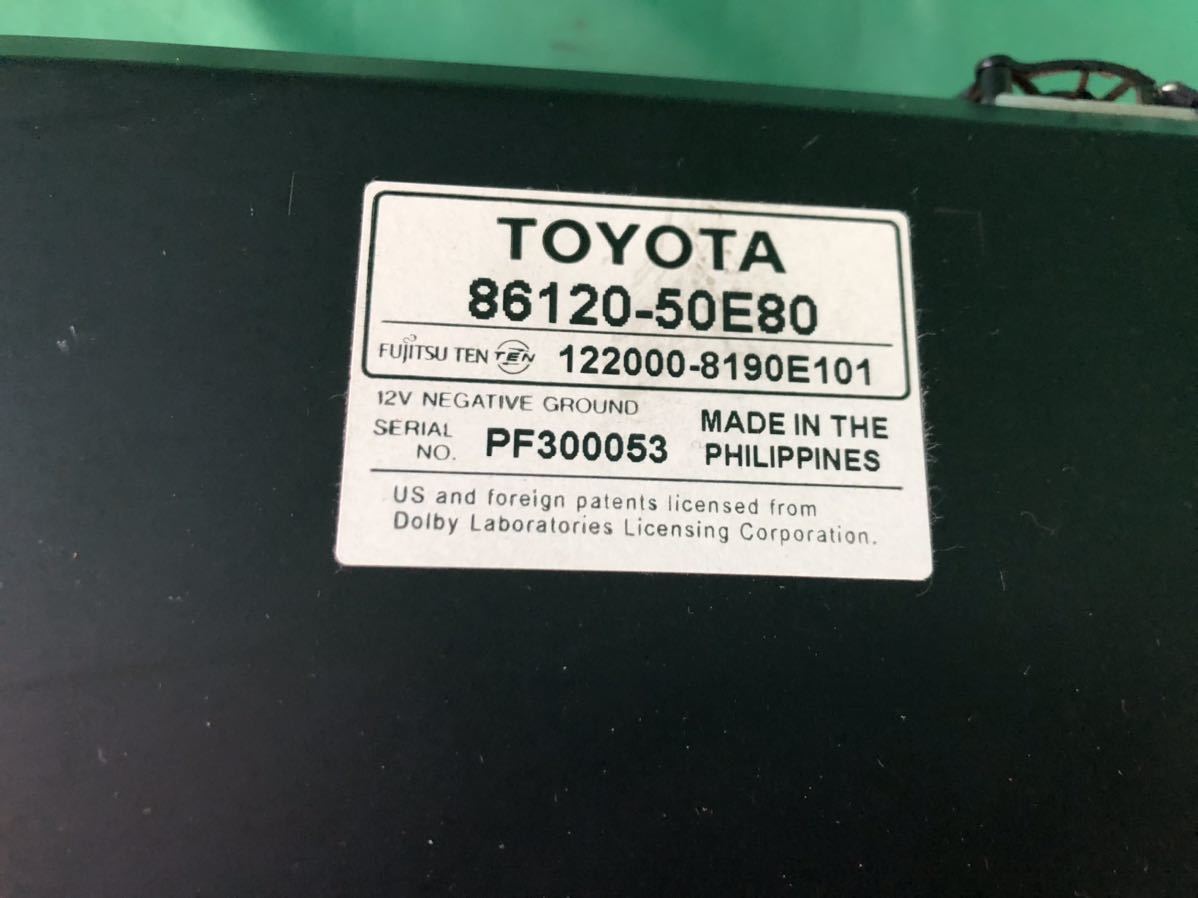 TOYOTA
86120-50E80
FUJITSU TEN TEN 122000-8190E101
12V NEGATIVE GROUND
SERIAL NO. PF300053
MADE IN THE
PHILIPPINES
US and foreign patents licensed from
Dolby Laboratories Licensing Corporation.